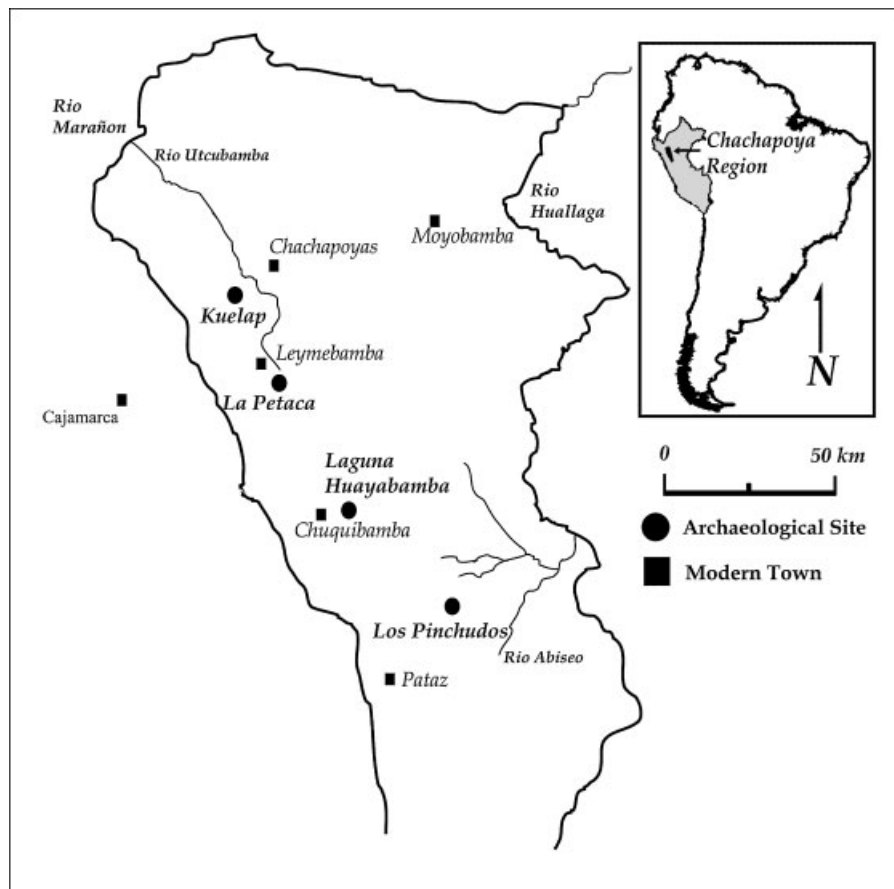 Rio
Marañon
Rio Utcubamba
Chachapoyas
Moyobamba
Rio
Huallaga
Kuelap
Leymebamba
La Petaca
Cajamarca
Laguna
Huayabamba
Chuquibamba
Los Pinchudos
Rio Abiseo
Pataz
Chachapoya
Region
N
0
50 km
Archaeological Site
Modern Town